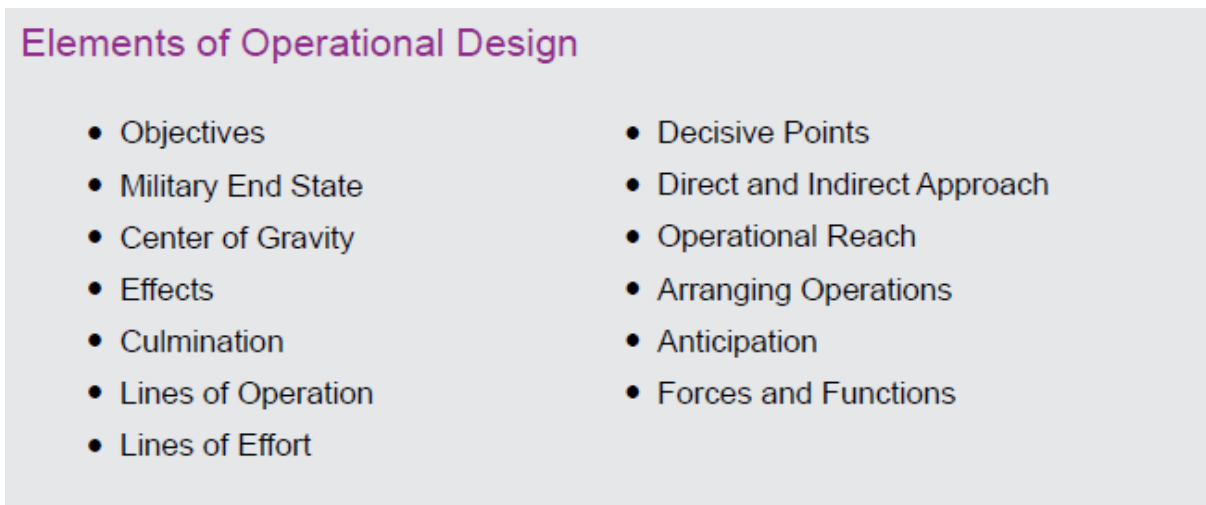 Elements of Operational Design
• Objectives
• Military End State
• Center of Gravity
• Effects
• Culmination
• Lines of Operation
• Lines of Effort
• Decisive Points
• Direct and Indirect Approach
• Operational Reach
• Arranging Operations
• Anticipation
• Forces and Functions